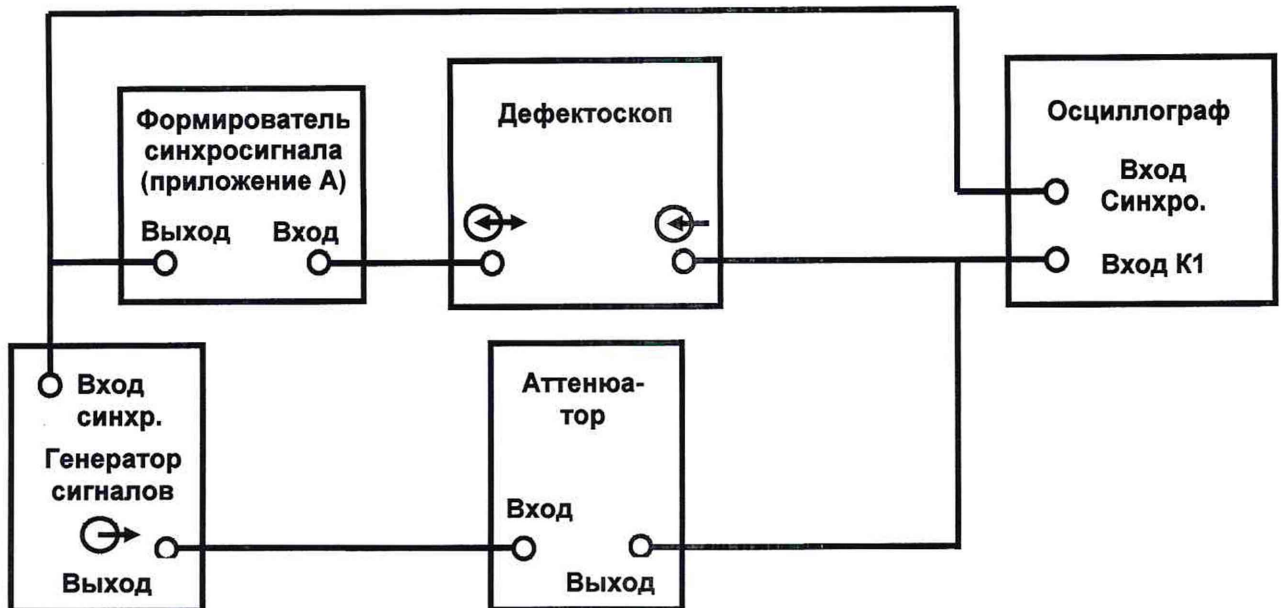 Формирователь
синхросигнала
(приложение А)
Выход Вход
Дефектоскоп
Осциллограф
Вход
Синхро.
Вход К1
Вход
синхр.
Генератор
сигналов
Выход
Аттенюа-
тор
Вход
Выход